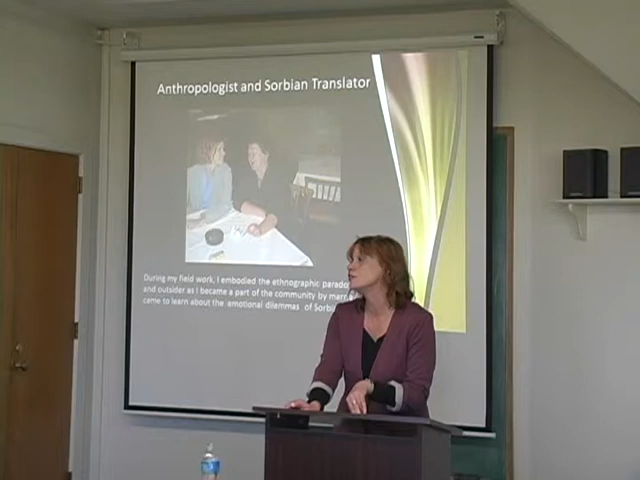 Anthropologist and Sorbian Translator
During my field work, I embodied the ethnographic
and outsider as I became a part of the community by
came to learn about the emotional dilemmas of